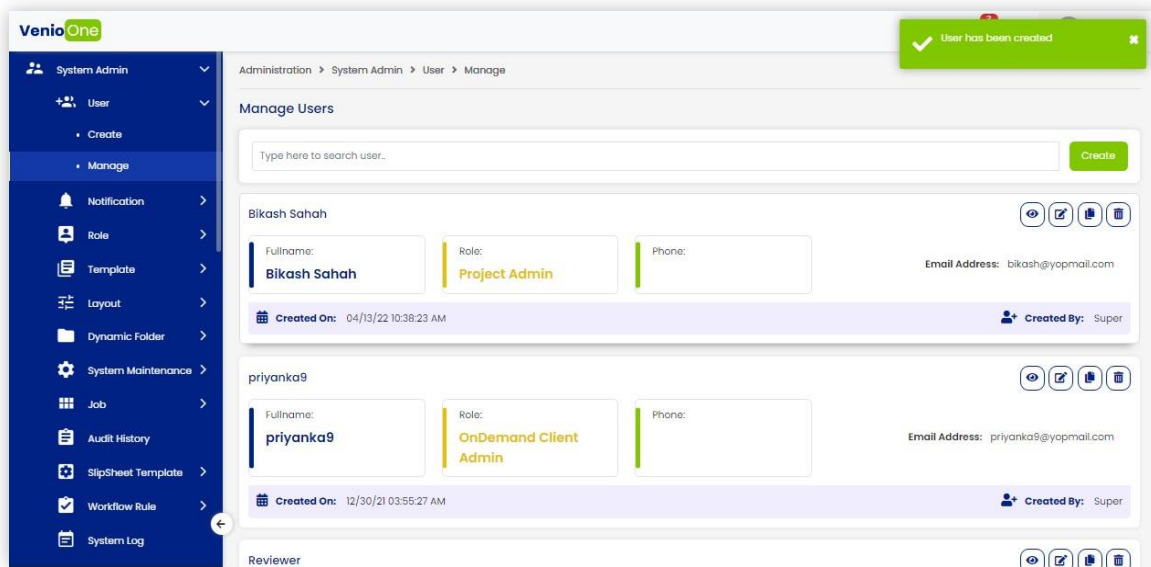 VenioOne
User has been created
System Admin
User
Create
Manage
Notification
Role
Template
Layout
Dynamic Folder
System Maintenance
Job
Audit History
SlipSheet Template
Workflow Rule
System Log
Administration > System Admin > User > Manage
Manage Users
Type here to search user..
Create
Bikash Sahah
Fullname:
Bikash Sahah
Role:
Project Admin
Phone:
Email Address: bikash@yopmail.com
Created On: 04/13/22 10:38:23 AM
Created By: Super
priyanka9
Fullname:
priyanka9
Role:
OnDemand Client
Admin
Phone:
Email Address: priyanka9@yopmail.com
Created On: 12/30/21 03:55:27 AM
Created By: Super
Reviewer